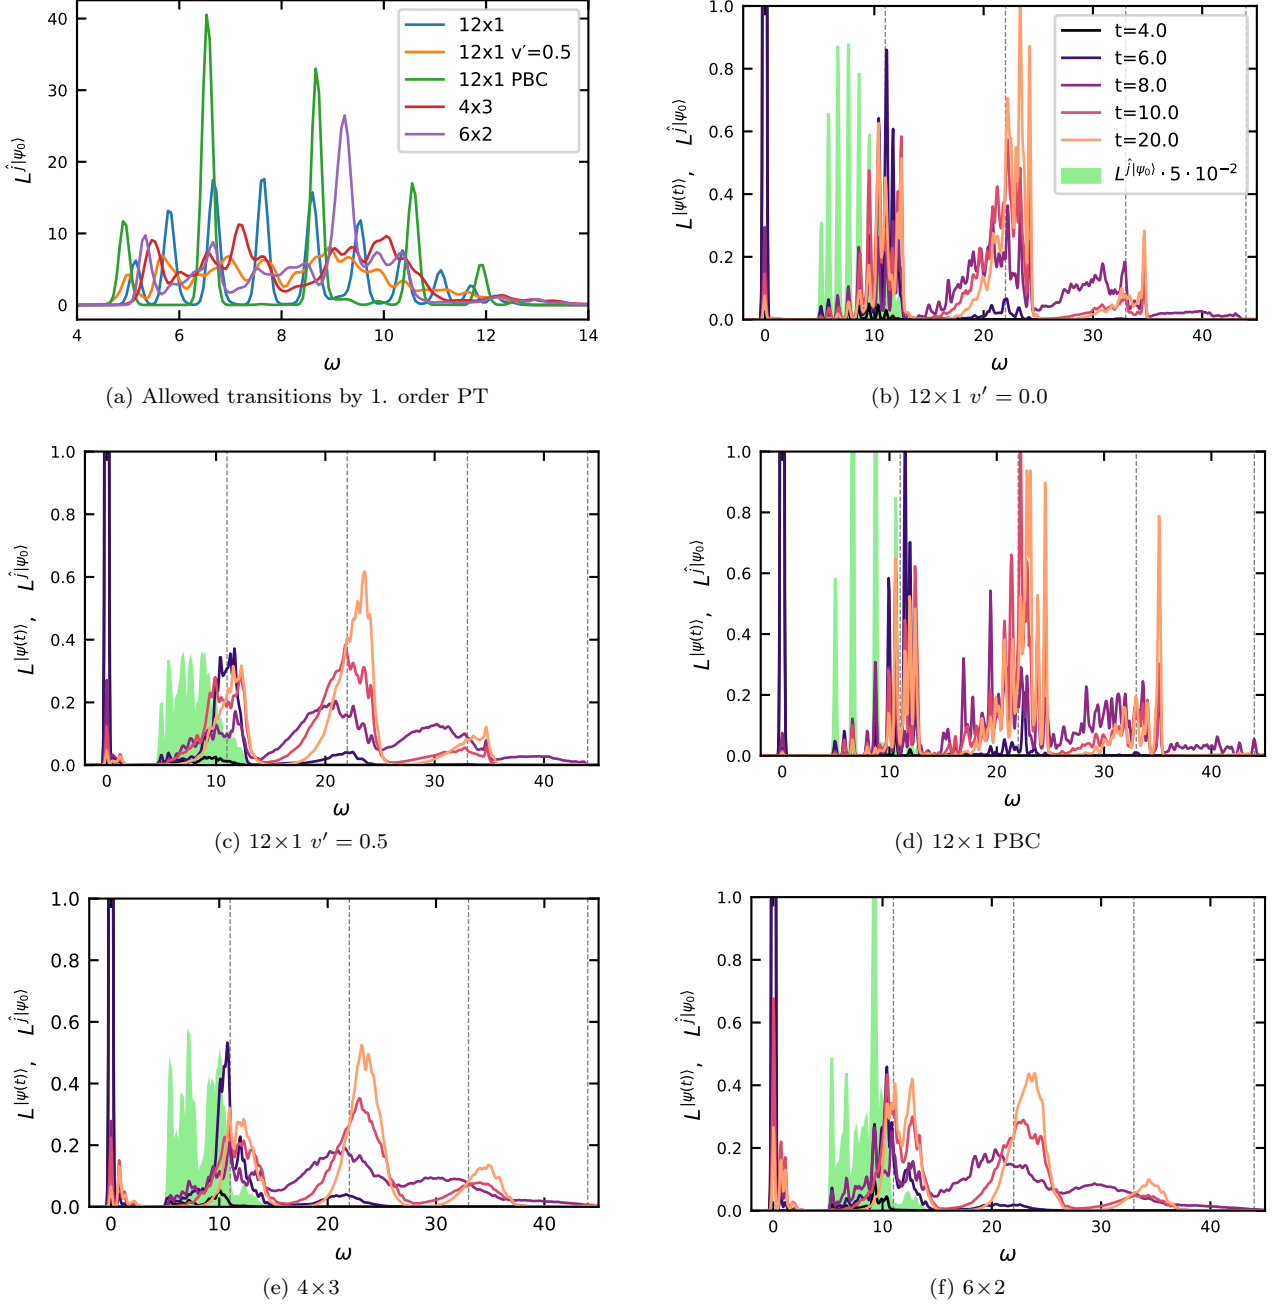 40
30
20
10
0
4
6
8
10
12
14
L^{ĵ|ψ₀⟩}
ω
12x1
12x1 v′=0.5
12x1 PBC
4x3
6x2
(a) Allowed transitions by 1. order PT
1.0
0.8
0.6
0.4
0.2
0.0
0
10
20
30
40
L^{|ψ(t)⟩}, L^{ĵ|ψ₀⟩}
ω
t=4.0
t=6.0
t=8.0
t=10.0
t=20.0
L^{ĵ|ψ₀⟩} · 5 · 10⁻²
(b) 12×1 v′ = 0.0
1.0
0.8
0.6
0.4
0.2
0.0
0
10
20
30
40
L^{|ψ(t)⟩}, L^{ĵ|ψ₀⟩}
ω
(c) 12×1 v′ = 0.5
1.0
0.8
0.6
0.4
0.2
0.0
0
10
20
30
40
L^{|ψ(t)⟩}, L^{ĵ|ψ₀⟩}
ω
(d) 12×1 PBC
1.0
0.8
0.6
0.4
0.2
0.0
0
10
20
30
40
L^{|ψ(t)⟩}, L^{ĵ|ψ₀⟩}
ω
(e) 4×3
1.0
0.8
0.6
0.4
0.2
0.0
0
10
20
30
40
L^{|ψ(t)⟩}, L^{ĵ|ψ₀⟩}
ω
(f) 6×2